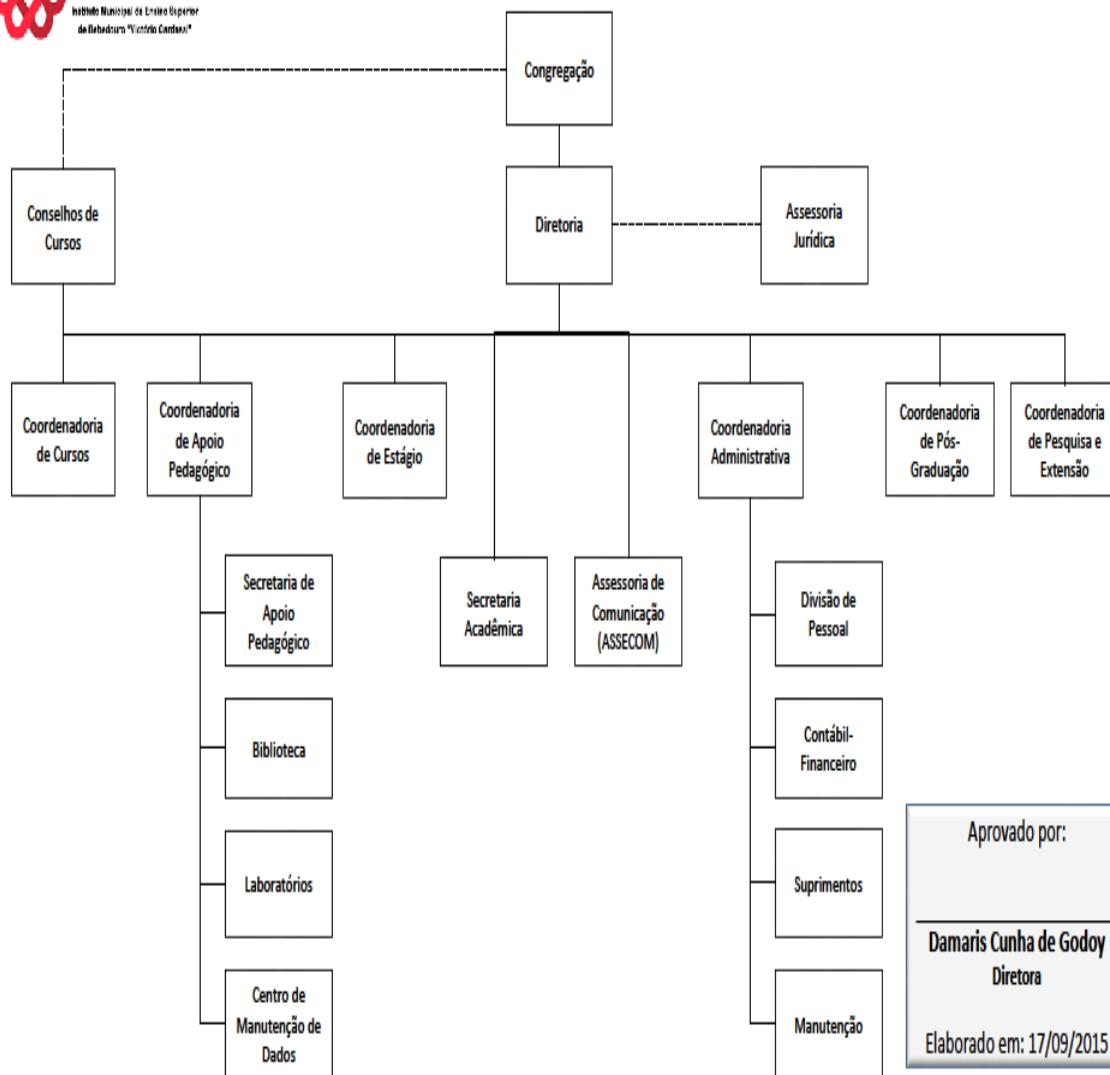 Instituto Municipal de Ensino Superior
de Bebedouro "Victório Cardassi"
Congregação
Conselhos de
Cursos
Diretoria
Assessoria
Jurídica
Coordenadoria
de Cursos
Coordenadoria
de Apoio
Pedagógico
Coordenadoria
de Estágio
Coordenadoria
Administrativa
Coordenadoria
de Pós-
Graduação
Coordenadoria
de Pesquisa e
Extensão
Secretaria de
Apoio
Pedagógico
Secretaria
Acadêmica
Assessoria de
Comunicação
(ASSECOM)
Divisão de
Pessoal
Biblioteca
Contábil-
Financeiro
Laboratórios
Suprimentos
Centro de
Manutenção de
Dados
Manutenção
Aprovado por:
Damaris Cunha de Godoy
Diretora
Elaborado em: 17/09/2015